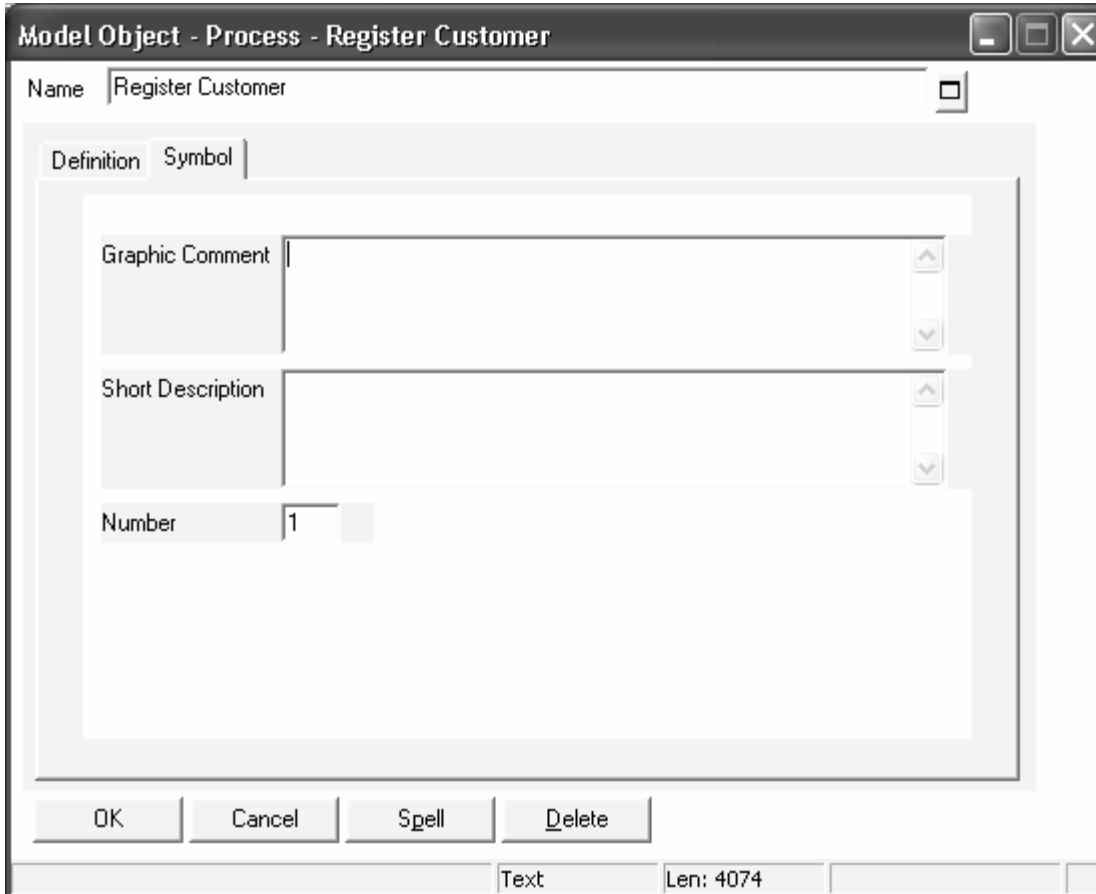 Model Object - Process - Register Customer
Name Register Customer
Definition Symbol
Graphic Comment
Short Description
Number 1
OK Cancel Spell Delete
Text Len: 4074